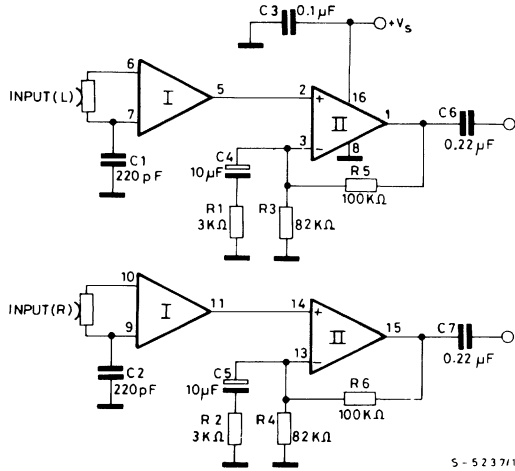 C3 0.1µF
+Vs
6
5
I
16
INPUT(L)
7
2
+
II
1
C6
3
-
8
0.22µF
C1
220pF
C4
10µF
R5
100KΩ
R1
3KΩ
R3
82KΩ
10
11
I
INPUT(R)
9
14
+
II
15
C7
13
-
0.22µF
C2
220pF
C5
10µF
R6
100KΩ
R2
3KΩ
R4
82KΩ
S-5237/1